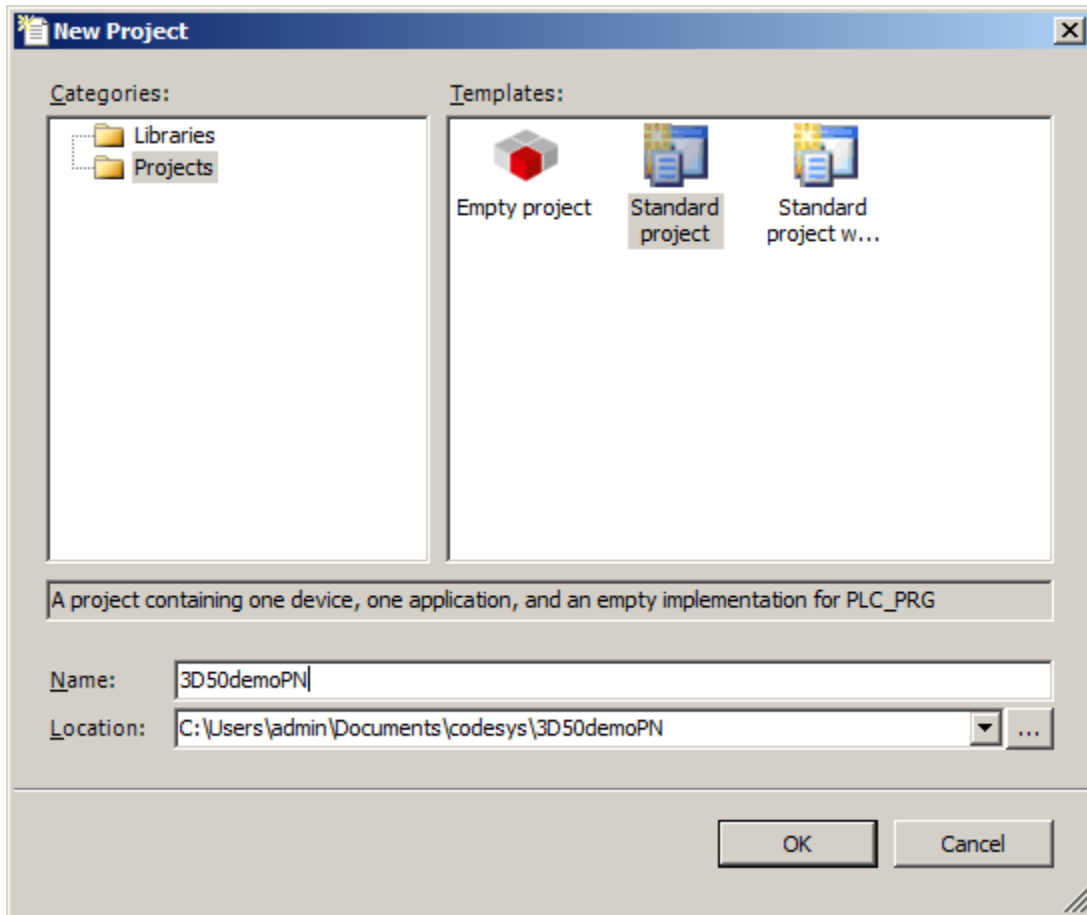 New Project
Categories:
Templates:
Libraries
Projects
Empty project
Standard
project
Standard
project w...
A project containing one device, one application, and an empty implementation for PLC_PRG
Name:
3D50demoPN
Location:
C:\Users\admin\Documents\codesys\3D50demoPN
...
OK
Cancel